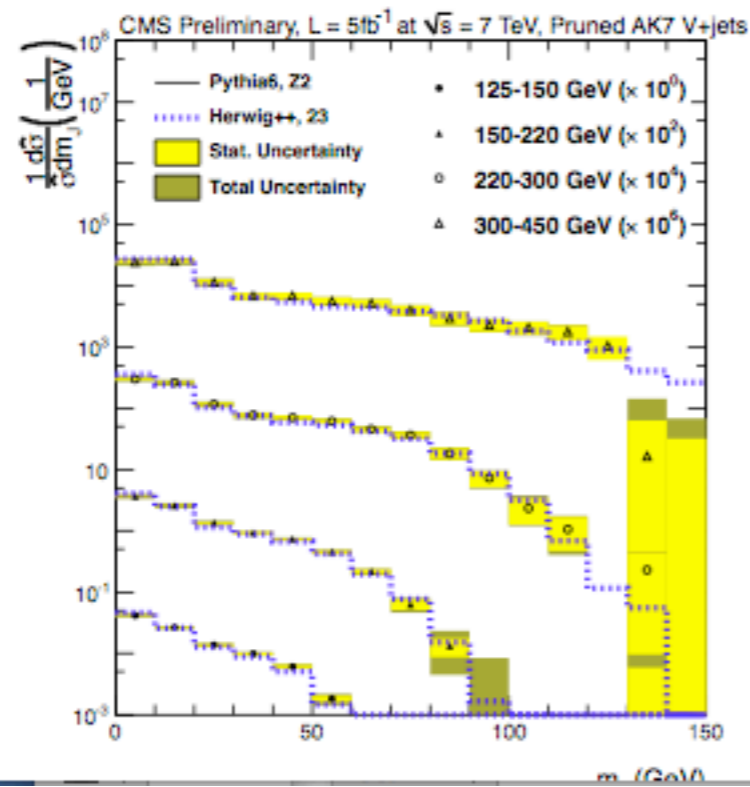 CMS Preliminary, L = 5fb⁻¹ at √s = 7 TeV, Pruned AK7 V+jets
1/σ̂ dσ̂/dm_J (1/GeV)
Pythia6, Z2
Herwig++, 23
Stat. Uncertainty
Total Uncertainty
125-150 GeV (× 10⁰)
150-220 GeV (× 10²)
220-300 GeV (× 10⁴)
300-450 GeV (× 10⁶)
10⁸
10⁷
10⁵
10³
10
10⁻¹
10⁻³
0 50 100 150
(GeV)